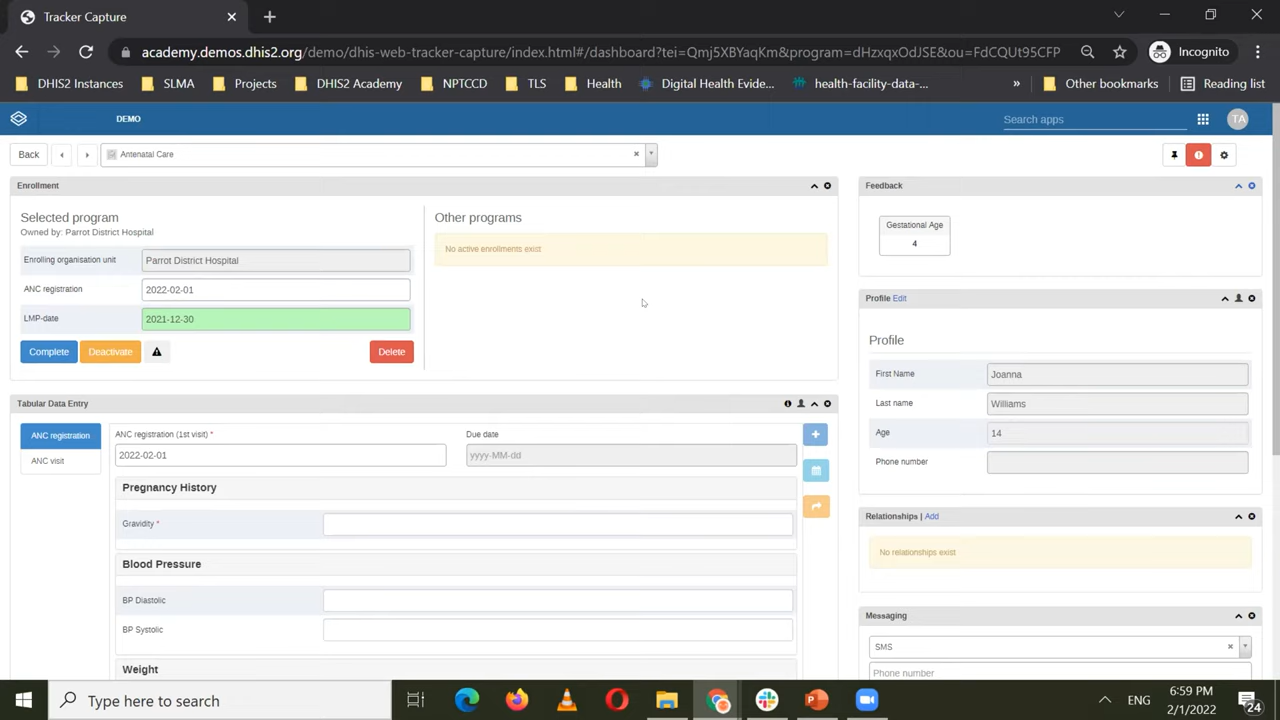 Tracker Capture
academy.demos.dhis2.org/demo/dhis-web-tracker-capture/index.html#/dashboard?tei=Qmj5XBYaqKm&program=dHzxqxOdJSE&ou=FdCQUt95CFP
Incognito
DHIS2 Instances
SLMA
Projects
DHIS2 Academy
NPTCCD
TLS
Health
Digital Health Evide...
health-facility-data-...
»
Other bookmarks
Reading list
DEMO
Search apps
TA
Back
Antenatal Care
Enrollment
Selected program
Owned by: Parrot District Hospital
Enrolling organisation unit
Parrot District Hospital
ANC registration
2022-02-01
LMP-date
2021-12-30
Complete
Deactivate
Delete
Other programs
No active enrollments exist
Feedback
Gestational Age
4
Profile Edit
Profile
First Name
Joanna
Last name
Williams
Age
14
Phone number
Relationships | Add
No relationships exist
Messaging
SMS
Phone number
Tabular Data Entry
ANC registration
ANC visit
ANC registration (1st visit) *
2022-02-01
Due date
yyyy-MM-dd
Pregnancy History
Gravidity *
Blood Pressure
BP Diastolic
BP Systolic
Weight
Type here to search
ENG
6:59 PM
2/1/2022
24